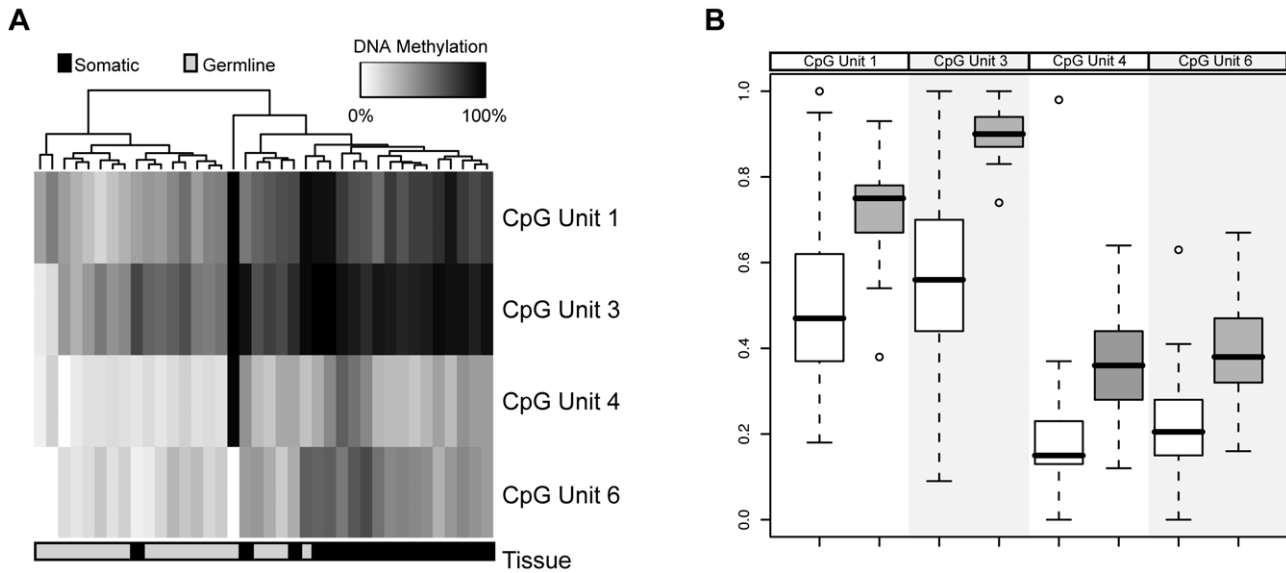 A
Somatic
Germline
DNA Methylation
0%
100%
CpG Unit 1
CpG Unit 3
CpG Unit 4
CpG Unit 6
Tissue
B
CpG Unit 1
CpG Unit 3
CpG Unit 4
CpG Unit 6
1.0
0.8
0.6
0.4
0.2
0.0